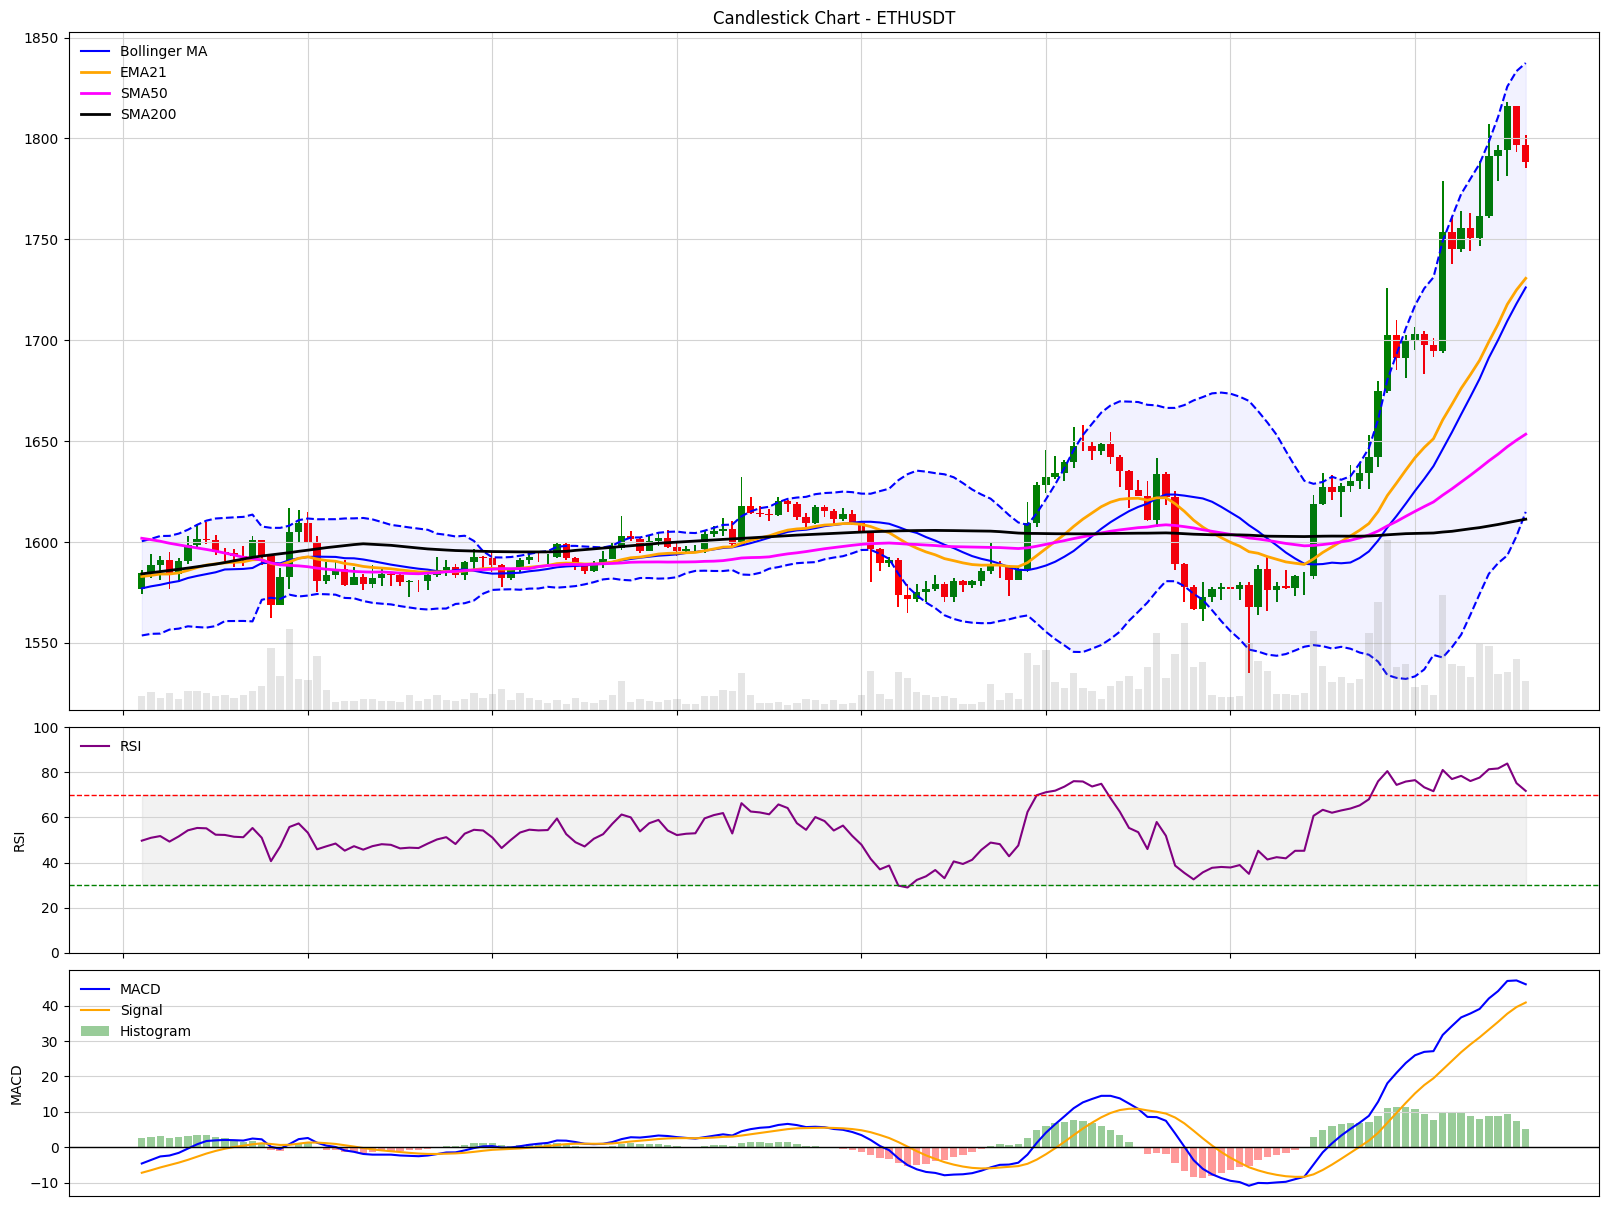 Candlestick Chart - ETHUSDT
1850
1800
1750
1700
1650
1600
1550
Bollinger MA
EMA21
SMA50
SMA200
100
80
60
40
20
0
RSI
RSI
40
30
20
10
0
−10
MACD
MACD
Signal
Histogram